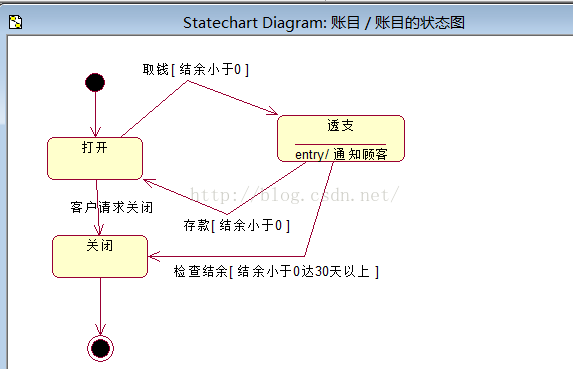 Statechart Diagram: 账目 / 账目的状态图
取钱[ 结余小于0 ]
打开
透支
entry/ 通知顾客
http://blog.csdn.net/
客户请求关闭
存款[ 结余小于0 ]
关闭
检查结余[ 结余小于0达30天以上 ]